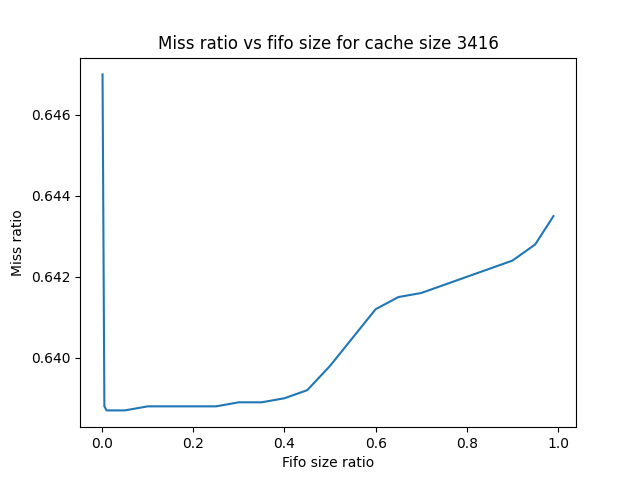 Miss ratio vs fifo size for cache size 3416
0.646
0.644
0.642
0.640
Miss ratio
0.0 0.2 0.4 0.6 0.8 1.0
Fifo size ratio